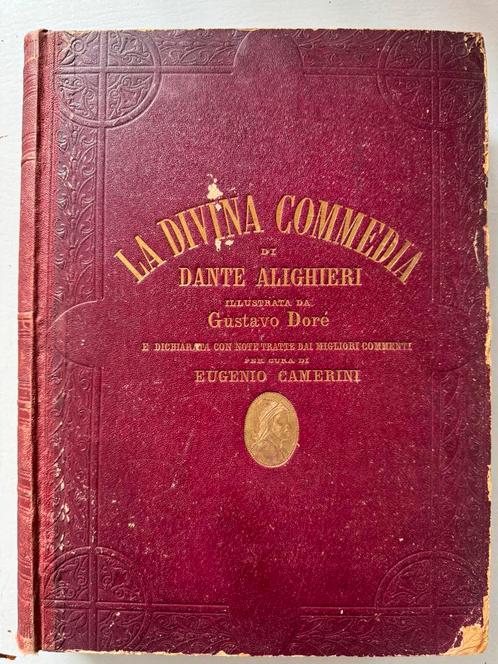 LA DIVINA COMMEDIA
DI
DANTE ALIGHIERI
ILLUSTRATA DA
Gustavo Doré
E DICHIARATA CON NOTE TRATTE DAI MIGLIORI COMMENTI
PER CURA DI
EUGENIO CAMERINI